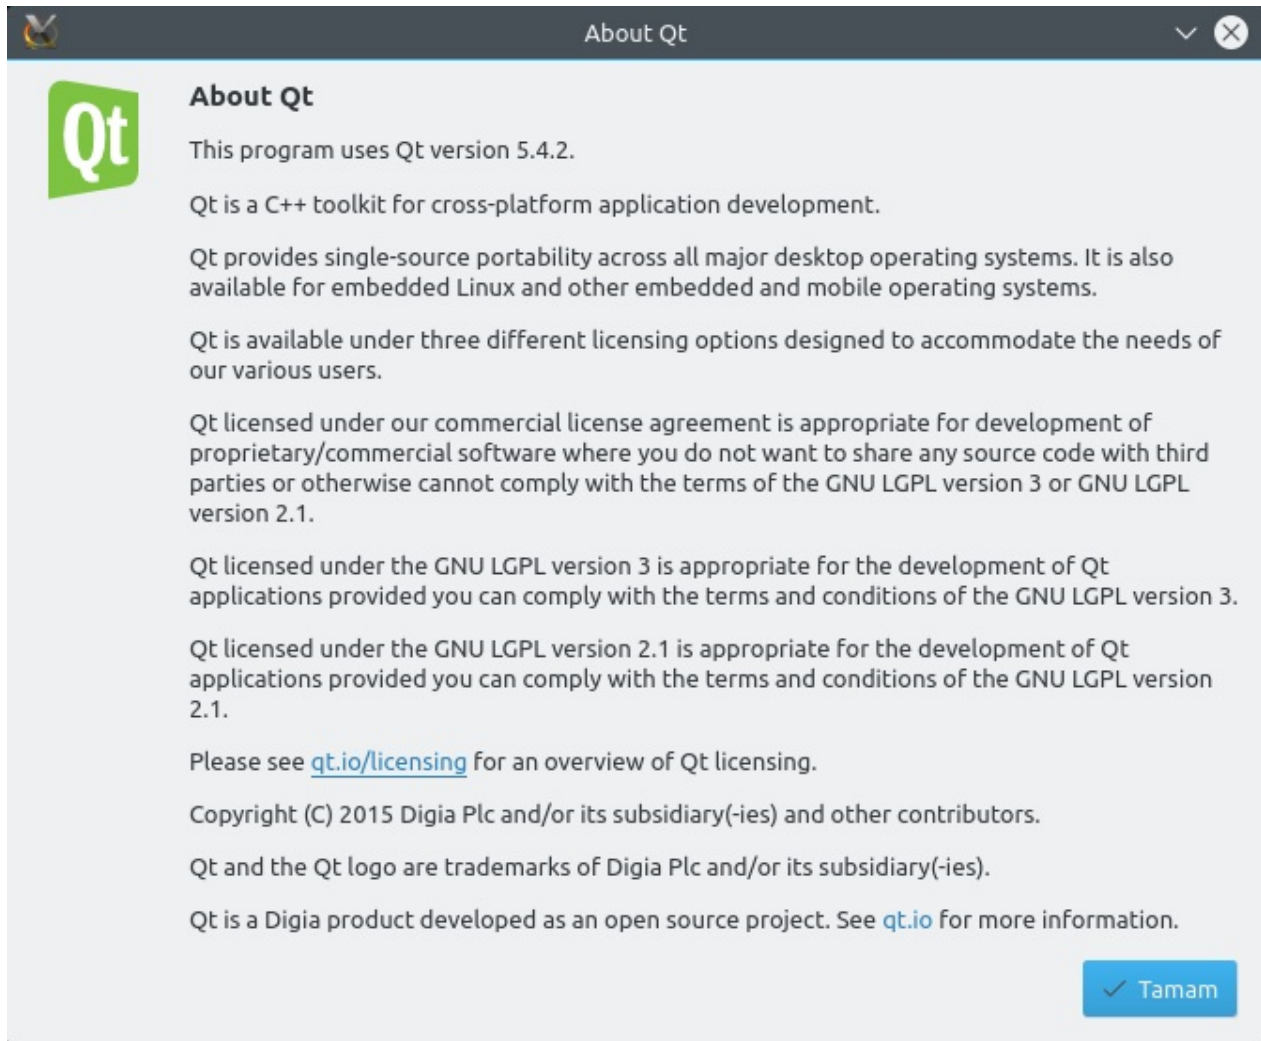 About Qt
Qt
About Qt
This program uses Qt version 5.4.2.
Qt is a C++ toolkit for cross-platform application development.
Qt provides single-source portability across all major desktop operating systems. It is also
available for embedded Linux and other embedded and mobile operating systems.
Qt is available under three different licensing options designed to accommodate the needs of
our various users.
Qt licensed under our commercial license agreement is appropriate for development of
proprietary/commercial software where you do not want to share any source code with third
parties or otherwise cannot comply with the terms of the GNU LGPL version 3 or GNU LGPL
version 2.1.
Qt licensed under the GNU LGPL version 3 is appropriate for the development of Qt
applications provided you can comply with the terms and conditions of the GNU LGPL version 3.
Qt licensed under the GNU LGPL version 2.1 is appropriate for the development of Qt
applications provided you can comply with the terms and conditions of the GNU LGPL version
2.1.
Please see qt.io/licensing for an overview of Qt licensing.
Copyright (C) 2015 Digia Plc and/or its subsidiary(-ies) and other contributors.
Qt and the Qt logo are trademarks of Digia Plc and/or its subsidiary(-ies).
Qt is a Digia product developed as an open source project. See qt.io for more information.
Tamam